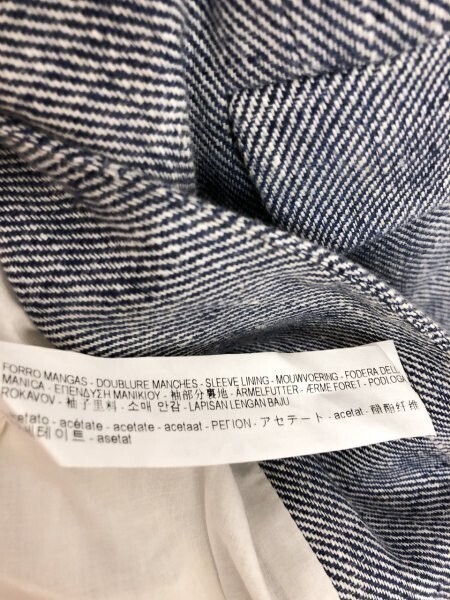 FORRO MANGAS - DOUBLURE MANCHES - SLEEVE LINING - MOUWVOERING - FODERA DELL
MANICA - ΕΠΕΝΔΥΣΗ ΜΑΝΙΚΙΟΥ - 袖部分裏地 - ÄRMELFUTTER - ÆRME FORET - PODLOGA
ROKAVOV - 袖子里料 - 소매 안감 - LAPISAN LENGAN BAJU
acetato - acétate - acetate - acetaat - ΡΕΓΙΟΝ - アセテート - acetat - 醋酯纤维
세테이트 - asetat